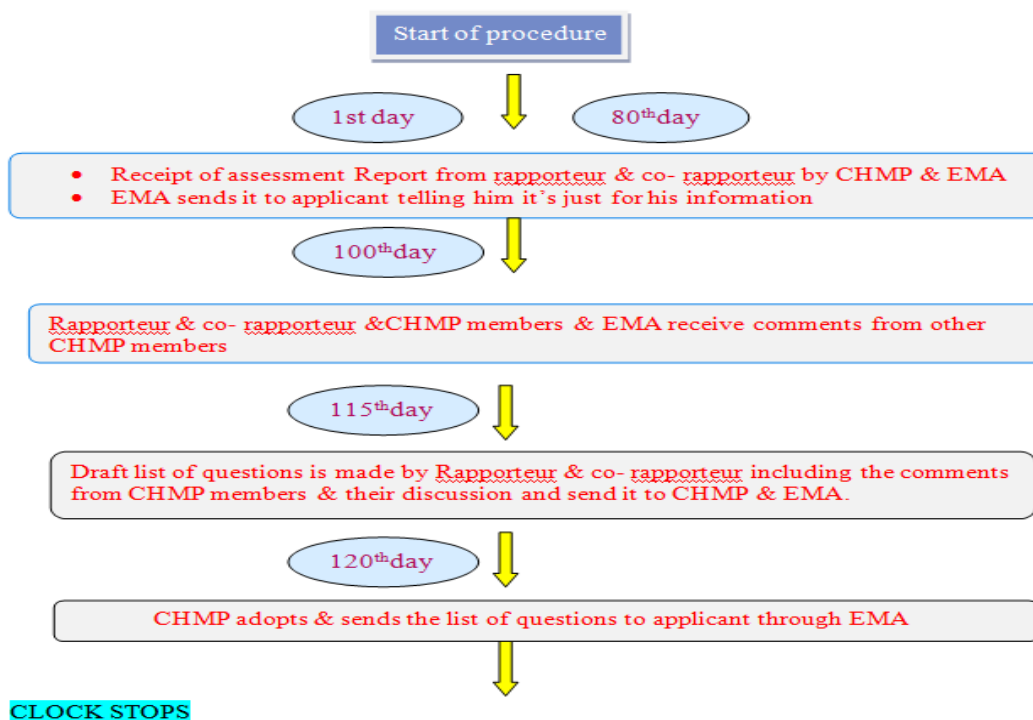 Start of procedure
1st day
80thday
• Receipt of assessment Report from rapporteur & co- rapporteur by CHMP & EMA
• EMA sends it to applicant telling him it’s just for his information
100thday
Rapporteur & co- rapporteur &CHMP members & EMA receive comments from other
CHMP members
115thday
Draft list of questions is made by Rapporteur & co- rapporteur including the comments
from CHMP members & their discussion and send it to CHMP & EMA.
120thday
CHMP adopts & sends the list of questions to applicant through EMA
CLOCK STOPS